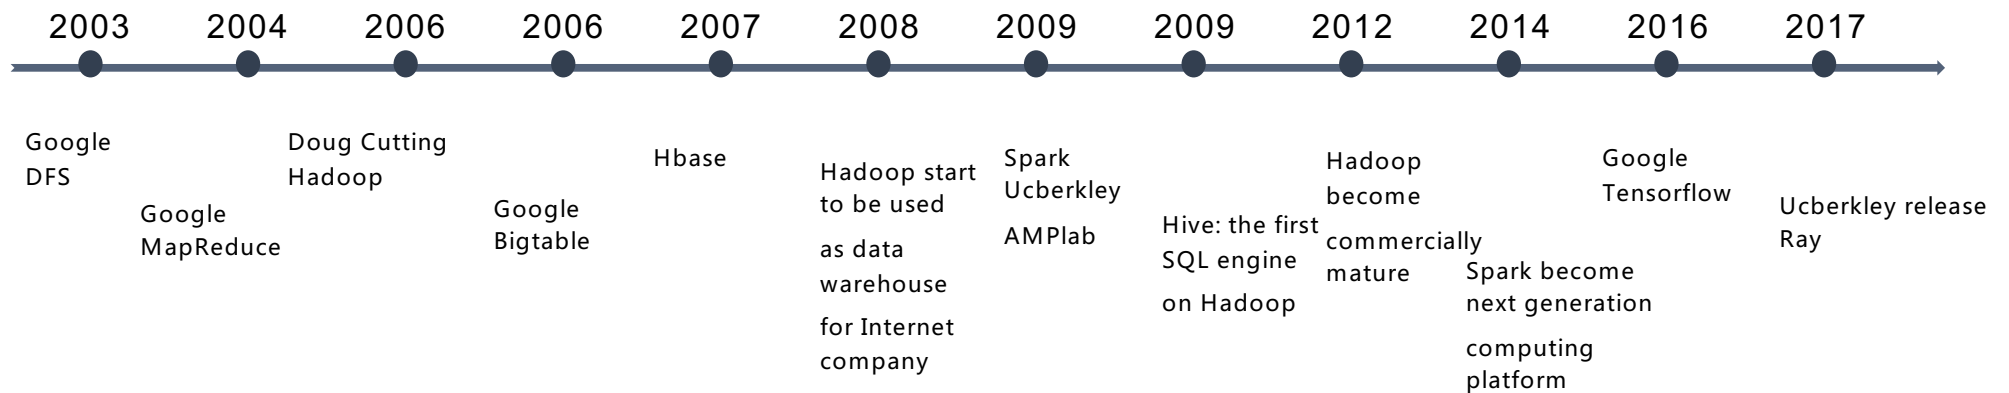 2003
2004
2006
2006
2007
2008
2009
2009
2012
2014
2016
2017
Google
DFS
Google
MapReduce
Doug Cutting
Hadoop
Google
Bigtable
Hbase
Hadoop start
to be used
as data
warehouse
for Internet
company
Spark
Ucberkley
AMPlab
Hive: the first
SQL engine
on Hadoop
Hadoop
become
commercially
mature
Spark become
next generation
computing
platform
Google
Tensorflow
Ucberkley release
Ray